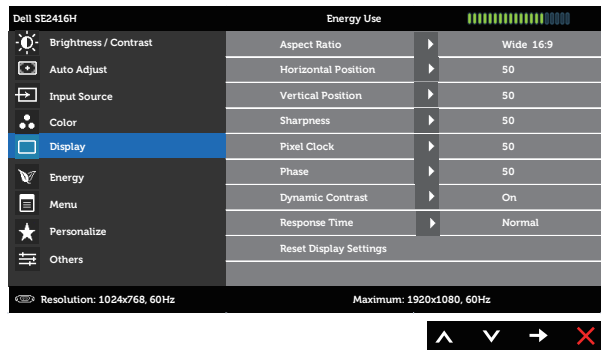 Dell SE2416H Energy Use
Brightness / Contrast
Auto Adjust
Input Source
Color
Display
Energy
Menu
Personalize
Others
Aspect Ratio Wide 16:9
Horizontal Position 50
Vertical Position 50
Sharpness 50
Pixel Clock 50
Phase 50
Dynamic Contrast On
Response Time Normal
Reset Display Settings
Resolution: 1024x768, 60Hz Maximum: 1920x1080, 60Hz